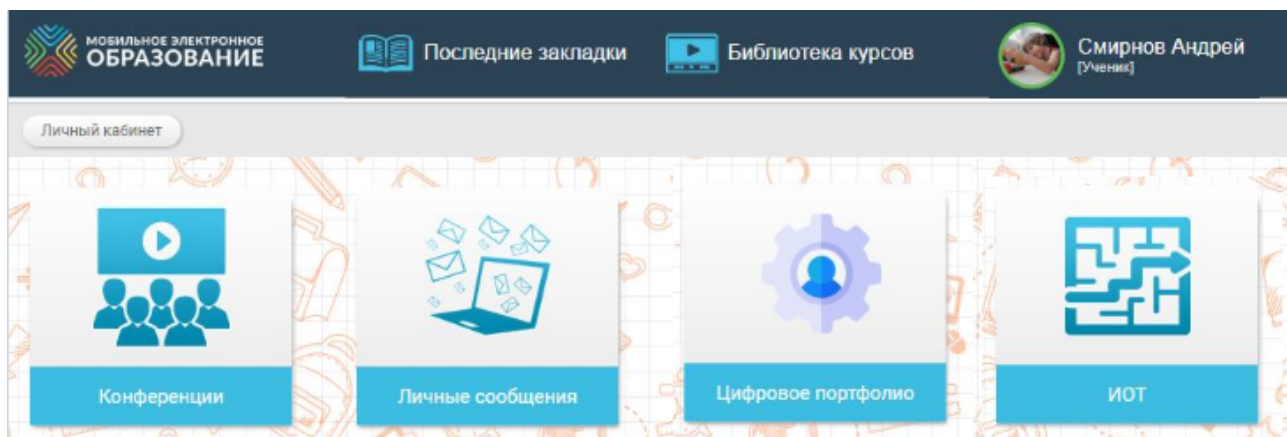 МОБИЛЬНОЕ ЭЛЕКТРОННОЕ
ОБРАЗОВАНИЕ
Последние закладки
Библиотека курсов
Смирнов Андрей
[Ученик]
Личный кабинет
Конференции
Личные сообщения
Цифровое портфолио
ИОТ